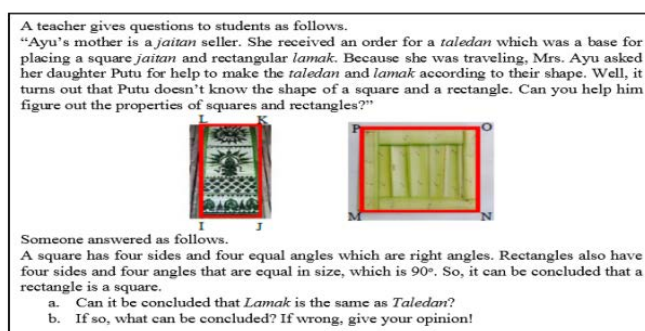 A teacher gives questions to students as follows.
“Ayu’s mother is a jaitan seller. She received an order for a taledan which was a base for
placing a square jaitan and rectangular lamak. Because she was traveling, Mrs. Ayu asked
her daughter Putu for help to make the taledan and lamak according to their shape. Well, it
turns out that Putu doesn’t know the shape of a square and a rectangle. Can you help him
figure out the properties of squares and rectangles?”
L K
P O
M N
I J
Someone answered as follows.
A square has four sides and four equal angles which are right angles. Rectangles also have
four sides and four angles that are equal in size, which is 90°. So, it can be concluded that a
rectangle is a square.
a. Can it be concluded that Lamak is the same as Taledan?
b. If so, what can be concluded? If wrong, give your opinion!